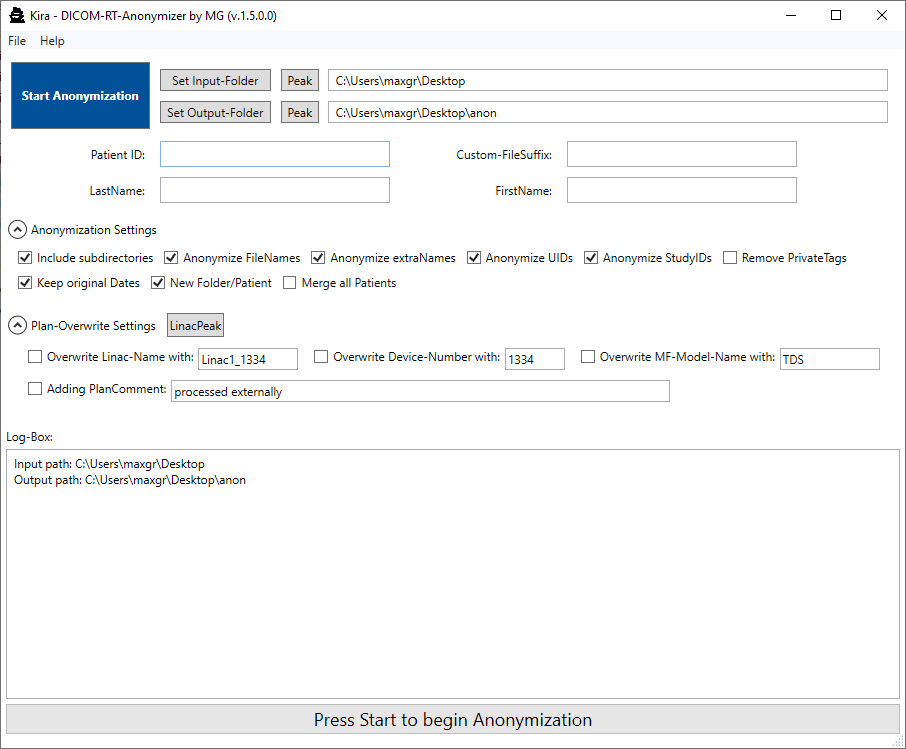 Kira - DICOM-RT-Anonymizer by MG (v.1.5.0.0)
File Help
Start Anonymization
Set Input-Folder Peak C:\Users\maxgr\Desktop
Set Output-Folder Peak C:\Users\maxgr\Desktop\anon
Patient ID: Custom-FileSuffix:
LastName: FirstName:
Anonymization Settings
Include subdirectories Anonymize FileNames Anonymize extraNames Anonymize UIDs Anonymize StudyIDs Remove PrivateTags
Keep original Dates New Folder/Patient Merge all Patients
Plan-Overwrite Settings LinacPeak
Overwrite Linac-Name with: Linac1_1334 Overwrite Device-Number with: 1334 Overwrite MF-Model-Name with: TDS
Adding PlanComment: processed externally
Log-Box:
Input path: C:\Users\maxgr\Desktop
Output path: C:\Users\maxgr\Desktop\anon
Press Start to begin Anonymization